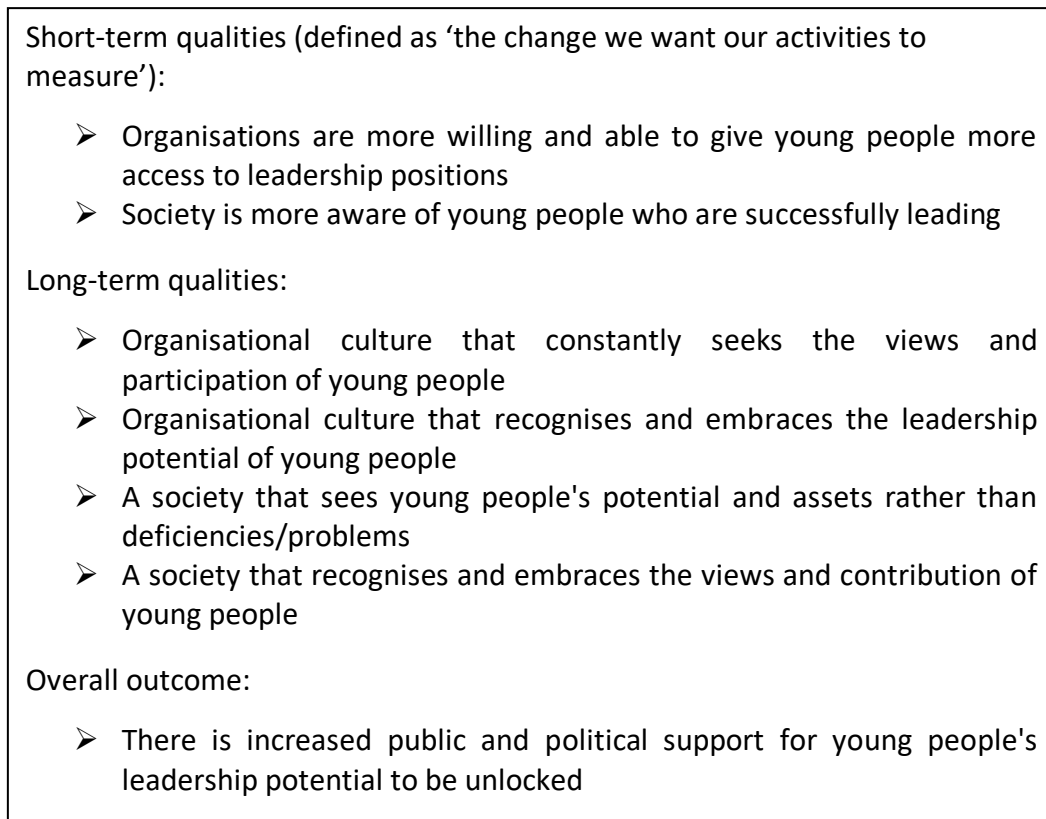 Short-term qualities (defined as ‘the change we want our activities to
measure’):
➢ Organisations are more willing and able to give young people more
access to leadership positions
➢ Society is more aware of young people who are successfully leading
Long-term qualities:
➢ Organisational culture that constantly seeks the views and
participation of young people
➢ Organisational culture that recognises and embraces the leadership
potential of young people
➢ A society that sees young people's potential and assets rather than
deficiencies/problems
➢ A society that recognises and embraces the views and contribution of
young people
Overall outcome:
➢ There is increased public and political support for young people's
leadership potential to be unlocked